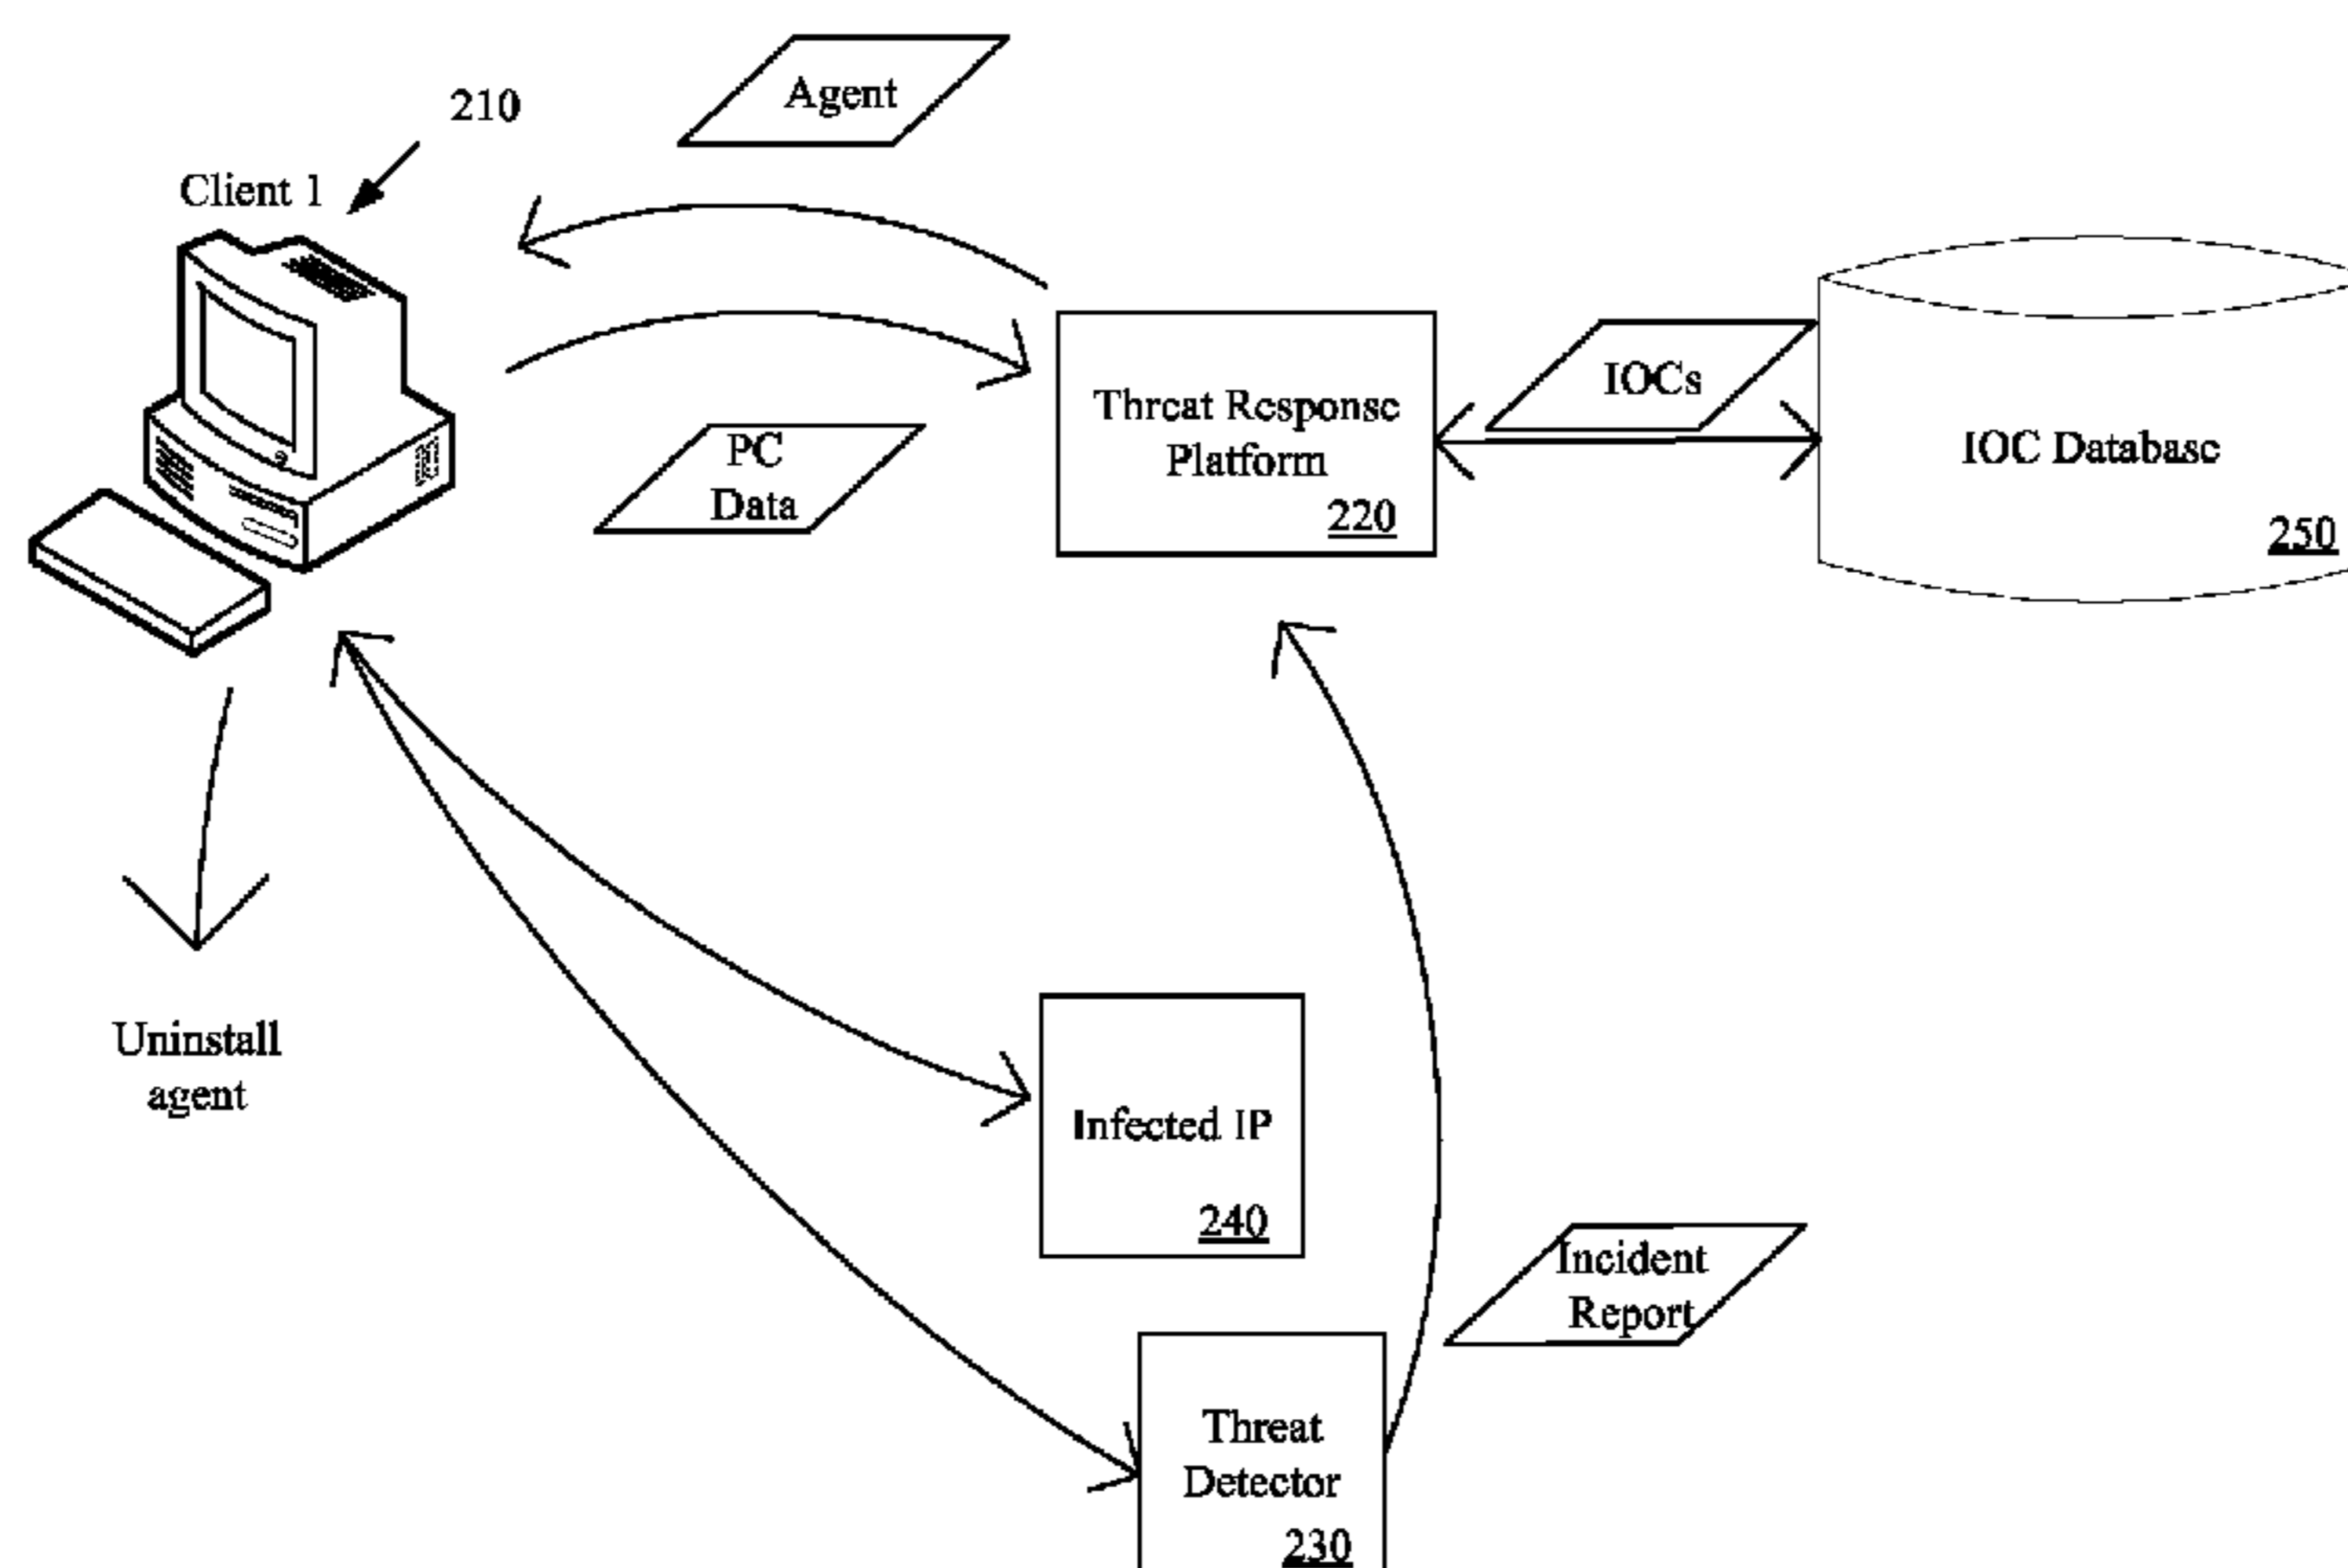 Agent
210
Client 1
Threat Response
Platform
220
IOCs
IOC Database
250
PC
Data
Uninstall
agent
Infected IP
240
Incident
Report
Threat
Detector
230